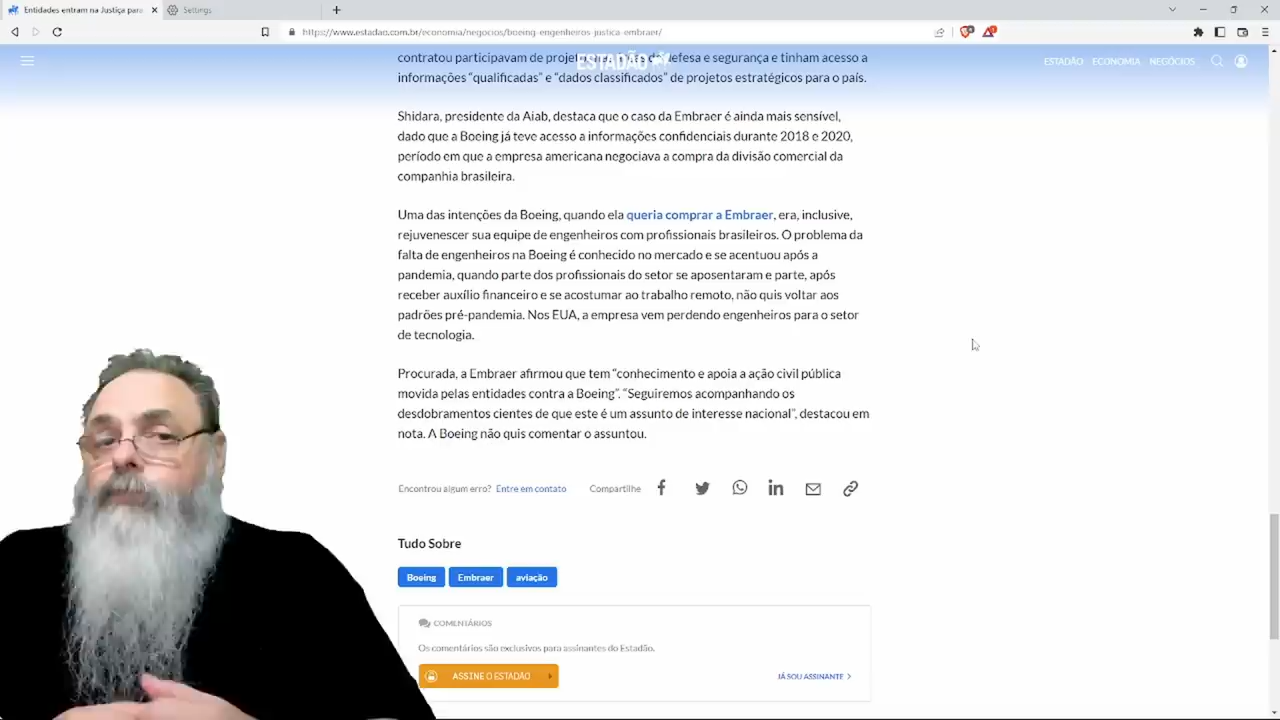 Entidades entram na Justiça para
Settings
https://www.estadao.com.br/economia/negocios/boeing-engenheiros-justica-embraer/
ESTADÃO
ESTADÃO ECONOMIA NEGÓCIOS
contratou participavam de defesa e segurança e tinham acesso a
informações “qualificadas” e “dados classificados” de projetos estratégicos para o país.
Shidara, presidente da Aiab, destaca que o caso da Embraer é ainda mais sensível,
dado que a Boeing já teve acesso a informações confidenciais durante 2018 e 2020,
período em que a empresa americana negociava a compra da divisão comercial da
companhia brasileira.
Uma das intenções da Boeing, quando ela queria comprar a Embraer, era, inclusive,
rejuvenescer sua equipe de engenheiros com profissionais brasileiros. O problema da
falta de engenheiros na Boeing é conhecido no mercado e se acentuou após a
pandemia, quando parte dos profissionais do setor se aposentaram e parte, após
receber auxílio financeiro e se acostumar ao trabalho remoto, não quis voltar aos
padrões pré-pandemia. Nos EUA, a empresa vem perdendo engenheiros para o setor
de tecnologia.
Procurada, a Embraer afirmou que tem “conhecimento e apoia a ação civil pública
movida pelas entidades contra a Boeing”. “Seguiremos acompanhando os
desdobramentos cientes de que este é um assunto de interesse nacional”, destacou em
nota. A Boeing não quis comentar o assuntou.
Encontrou algum erro? Entre em contato Compartilhe
Tudo Sobre
Boeing Embraer aviação
COMENTÁRIOS
Os comentários são exclusivos para assinantes do Estadão.
ASSINE O ESTADÃO JÁ SOU ASSINANTE